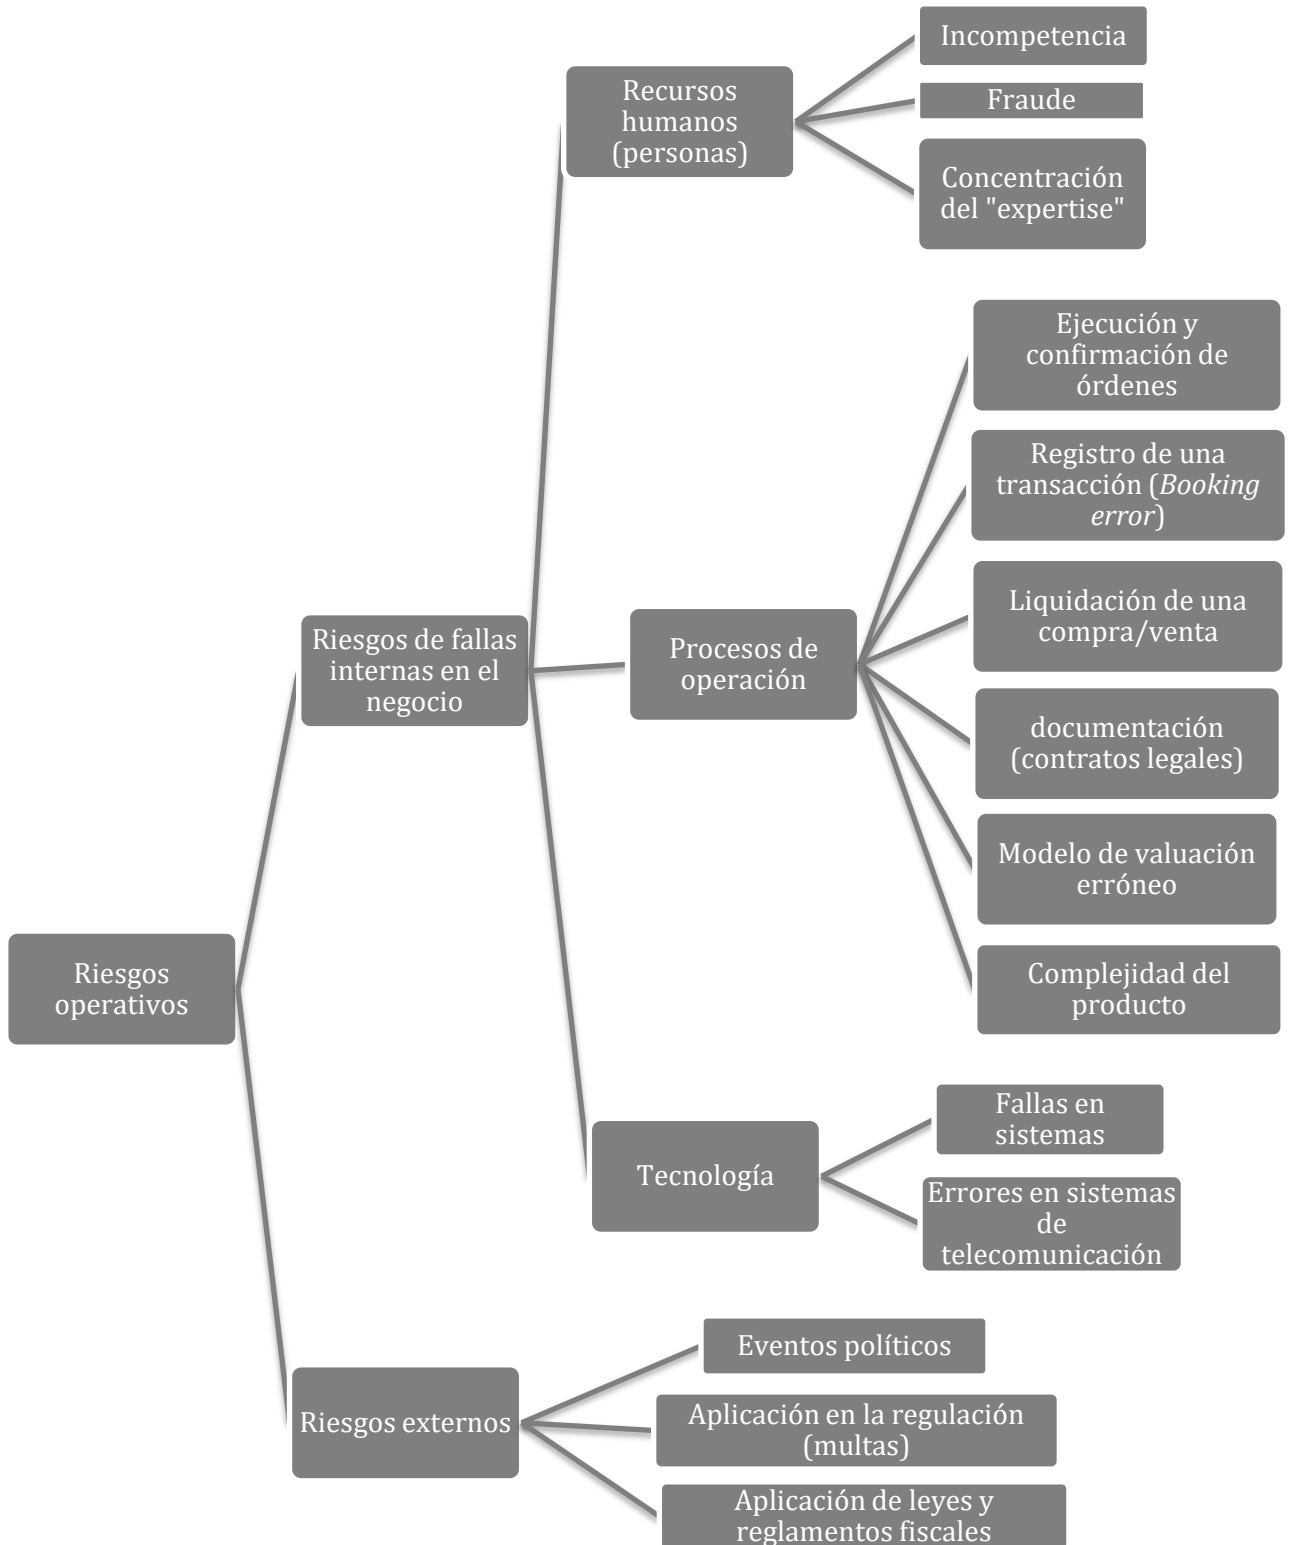 Incompetencia
Fraude
Recursos
humanos
(personas)
Concentración
del "expertise"
Ejecución y
confirmación de
órdenes
Registro de una
transacción (Booking
error)
Liquidación de una
compra/venta
Riesgos de fallas
internas en el
negocio
Procesos de
operación
documentación
(contratos legales)
Modelo de valuación
erróneo
Riesgos
operativos
Complejidad del
producto
Fallas en
sistemas
Tecnología
Errores en sistemas
de
telecomunicación
Eventos políticos
Riesgos externos
Aplicación en la regulación
(multas)
Aplicación de leyes y
reglamentos fiscales